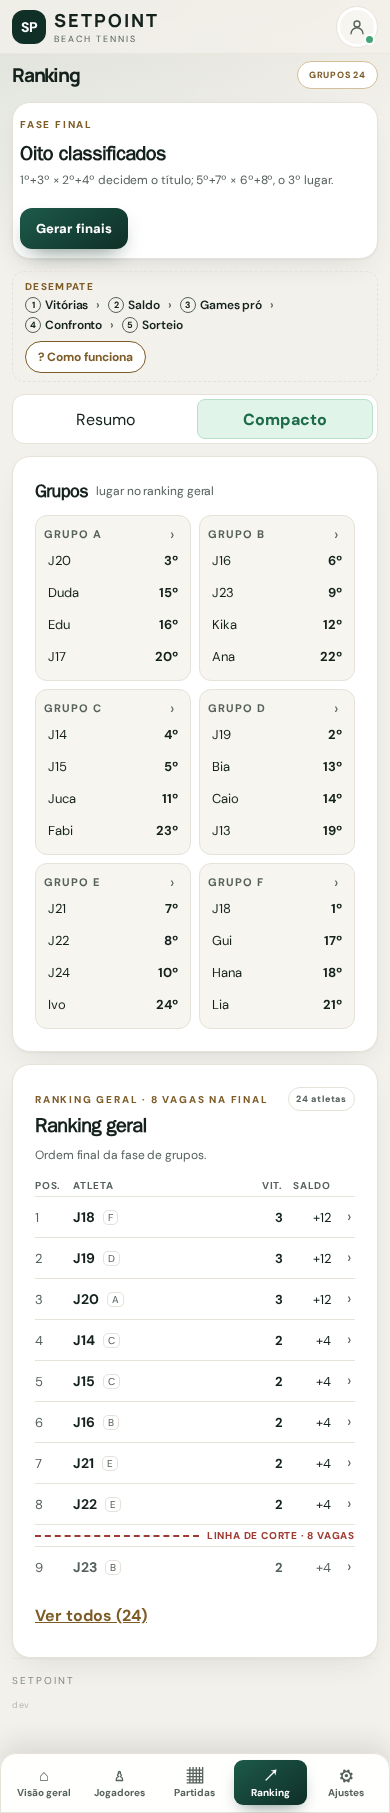 SP SETPOINT
BEACH TENNIS
Ranking
GRUPOS 24
FASE FINAL
Oito classificados
1º+3º × 2º+4º decidem o título; 5º+7º × 6º+8º, o 3º lugar.
Gerar finais
DESEMPATE
1 Vitórias › 2 Saldo › 3 Games pró ›
4 Confronto › 5 Sorteio
? Como funciona
Resumo Compacto
Grupos lugar no ranking geral
GRUPO A ›
J20 3º
Duda 15º
Edu 16º
J17 20º
GRUPO B ›
J16 6º
J23 9º
Kika 12º
Ana 22º
GRUPO C ›
J14 4º
J15 5º
Juca 11º
Fabi 23º
GRUPO D ›
J19 2º
Bia 13º
Caio 14º
J13 19º
GRUPO E ›
J21 7º
J22 8º
J24 10º
Ivo 24º
GRUPO F ›
J18 1º
Gui 17º
Hana 18º
Lia 21º
RANKING GERAL · 8 VAGAS NA FINAL
24 atletas
Ranking geral
Ordem final da fase de grupos.
POS. ATLETA VIT. SALDO
1 J18 F 3 +12 ›
2 J19 D 3 +12 ›
3 J20 A 3 +12 ›
4 J14 C 2 +4 ›
5 J15 C 2 +4 ›
6 J16 B 2 +4 ›
7 J21 E 2 +4 ›
8 J22 E 2 +4 ›
LINHA DE CORTE · 8 VAGAS
9 J23 B 2 +4 ›
Ver todos (24)
SETPOINT
dev
Visão geral Jogadores Partidas Ranking Ajustes